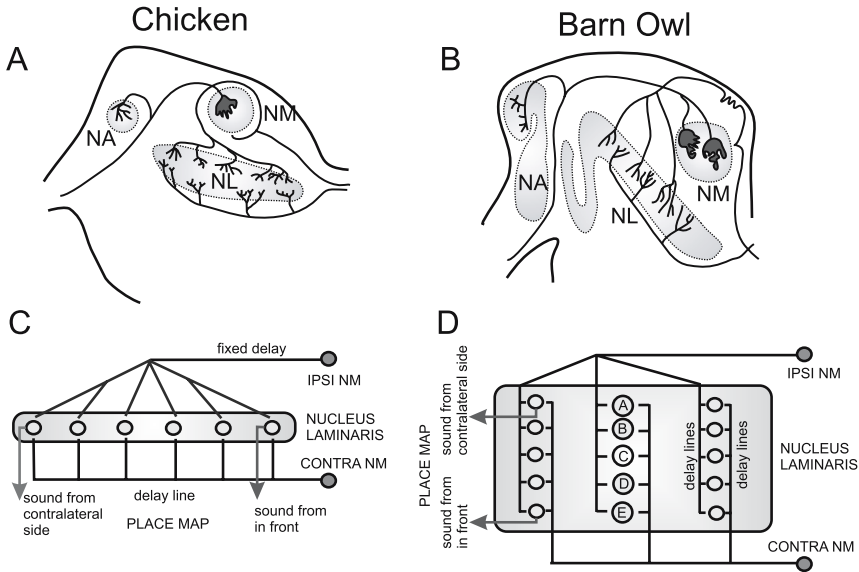 Chicken
Barn Owl
A
NA
NM
NL
B
NA
NL
NM
C
fixed delay
IPSI NM
NUCLEUS
LAMINARIS
CONTRA NM
sound from
contralateral
side
delay line
PLACE MAP
sound from
in front
D
PLACE MAP
sound from
contralateral side
sound from
in front
A
B
C
D
E
delay lines
delay lines
IPSI NM
NUCLEUS
LAMINARIS
CONTRA NM